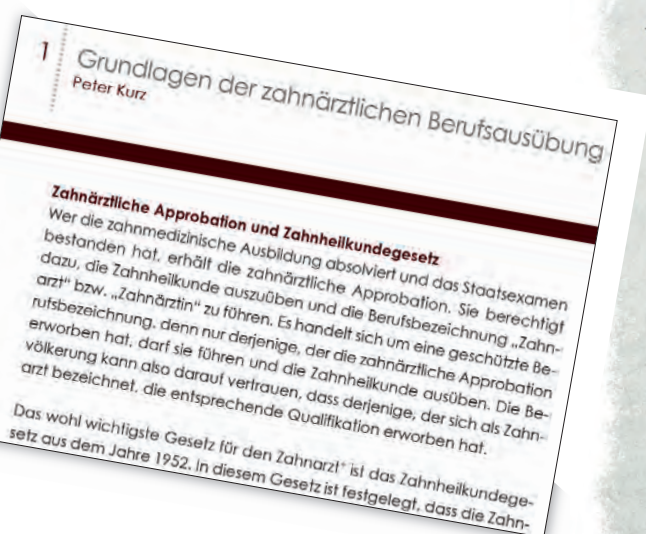 1
Grundlagen der zahnärztlichen Berufsausübung
Peter Kurz
Zahnärztliche Approbation und Zahnheilkundegesetz
Wer die zahnmedizinische Ausbildung absolviert und das Staatsexamen
bestanden hat, erhält die zahnärztliche Approbation. Sie berechtigt
dazu, die Zahnheilkunde auszuüben und die Berufsbezeichnung „Zahn-
arzt“ bzw. „Zahnärztin“ zu führen. Es handelt sich um eine geschützte Be-
rufsbezeichnung, denn nur derjenige, der die zahnärztliche Approbation
erworben hat, darf sie führen und die Zahnheilkunde ausüben. Die Be-
völkerung kann also darauf vertrauen, dass derjenige, der sich als Zahn-
arzt bezeichnet, die entsprechende Qualifikation erworben hat.
Das wohl wichtigste Gesetz für den Zahnarzt* ist das Zahnheilkundege-
setz aus dem Jahre 1952. In diesem Gesetz ist festgelegt, dass die Zahn-